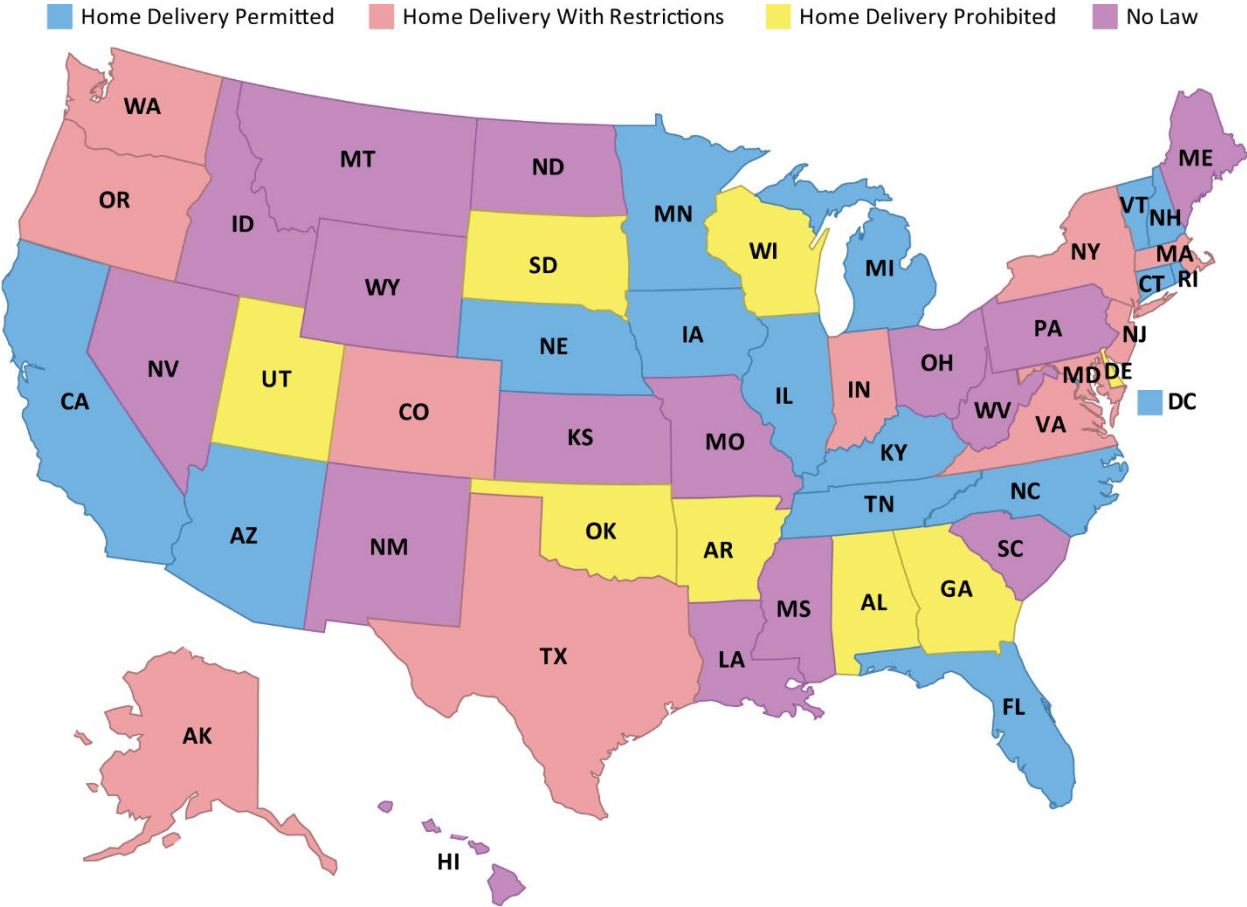 Home Delivery Permitted Home Delivery With Restrictions Home Delivery Prohibited No Law
WA
MT
ND
ME
OR
ID
MN
VT
NH
SD
WI
NY
MA
MI
WY
CT
RI
IA
PA
NJ
NE
OH
NV
UT
MD
DE
CA
CO
IL
IN
WV
DC
VA
KS
MO
KY
NC
TN
AZ
NM
OK
AR
SC
GA
MS
AL
TX
LA
FL
AK
HI